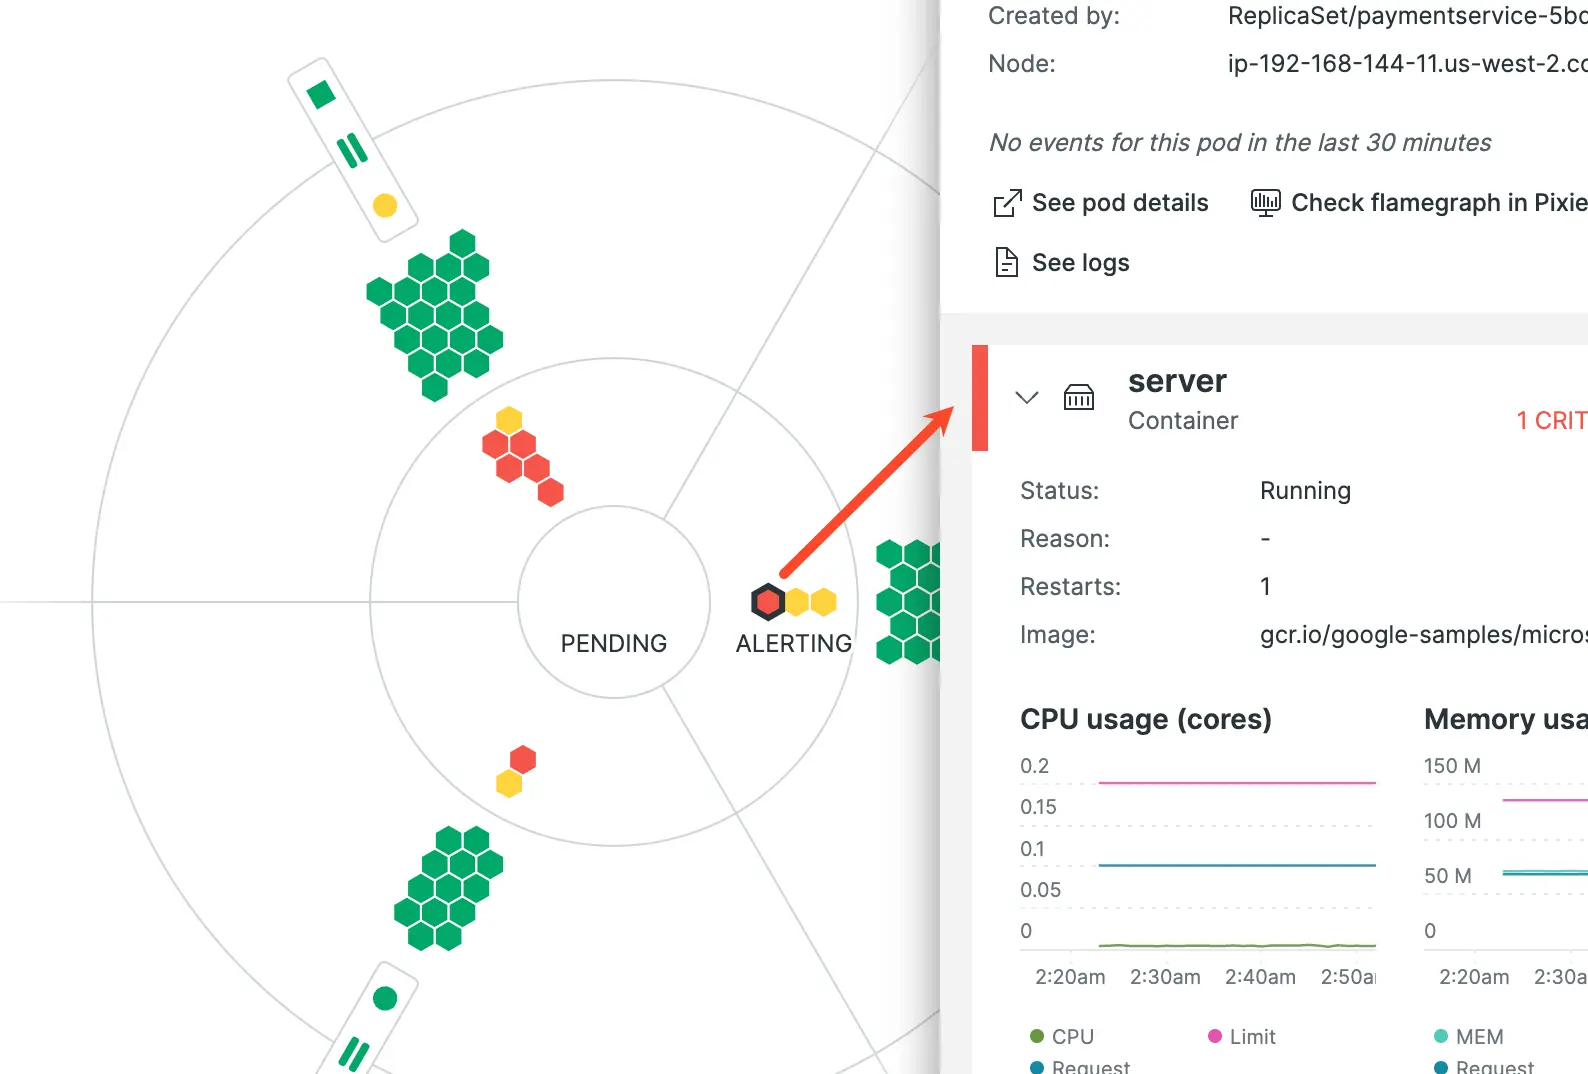 Created by: ReplicaSet/paymentservice-5bc
Node: ip-192-168-144-11.us-west-2.co
No events for this pod in the last 30 minutes
See pod details Check flamegraph in Pixie
See logs
server
Container 1 CRIT
Status: Running
Reason: -
Restarts: 1
Image: gcr.io/google-samples/micros
PENDING ALERTING
CPU usage (cores) Memory usa
0.2 150 M
0.15
0.1 100 M
0.05 50 M
0 0
2:20am 2:30am 2:40am 2:50a 2:20am 2:30a
CPU Limit MEM
Request Request